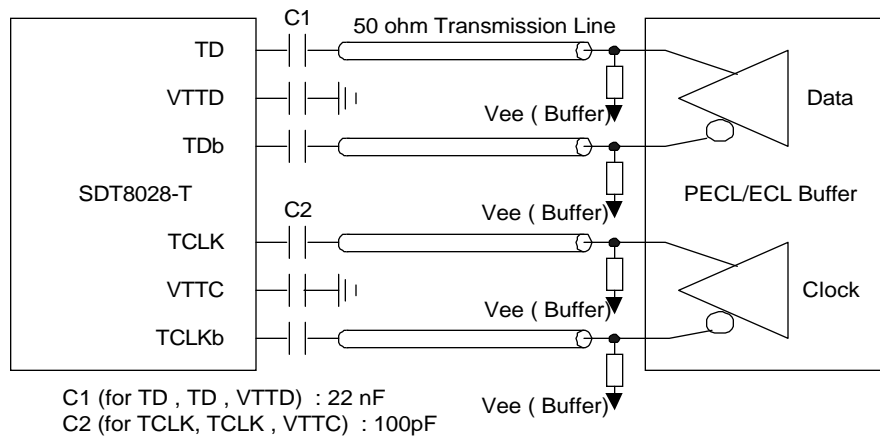 C1
50 ohm Transmission Line
TD
VTTD
Vee ( Buffer)
Data
TDb
SDT8028-T
C2
Vee ( Buffer)
PECL/ECL Buffer
TCLK
VTTC
Vee ( Buffer)
Clock
TCLKb
C1 (for TD , TD , VTTD) : 22 nF
Vee ( Buffer)
C2 (for TCLK, TCLK , VTTC) : 100pF